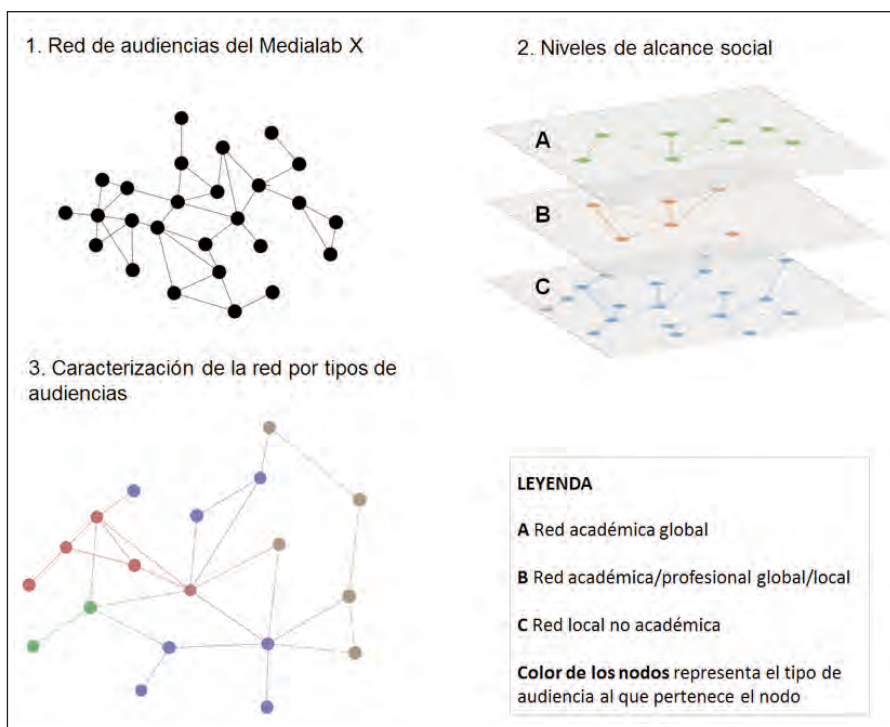 1. Red de audiencias del Medialab X
2. Niveles de alcance social
A
B
C
3. Caracterización de la red por tipos de
audiencias
LEYENDA
A Red académica global
B Red académica/profesional global/local
C Red local no académica
Color de los nodos representa el tipo de
audiencia al que pertenece el nodo